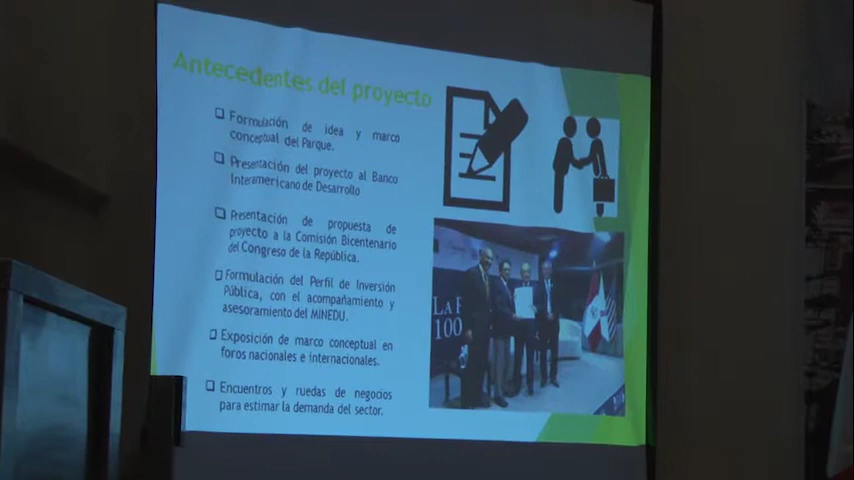 Antecedentes del proyecto
❑ Formulación de idea y marco
conceptual del Parque.
❑ Presentación del proyecto al Banco
Interamericano de Desarrollo
❑ Presentación de propuesta de
proyecto a la Comisión Bicentenario
del Congreso de la República.
❑ Formulación del Perfil de Inversión
Pública, con el acompañamiento y
asesoramiento del MINEDU.
❑ Exposición de marco conceptual en
foros nacionales e internacionales.
❑ Encuentros y ruedas de negocios
para estimar la demanda del sector.
LA
100